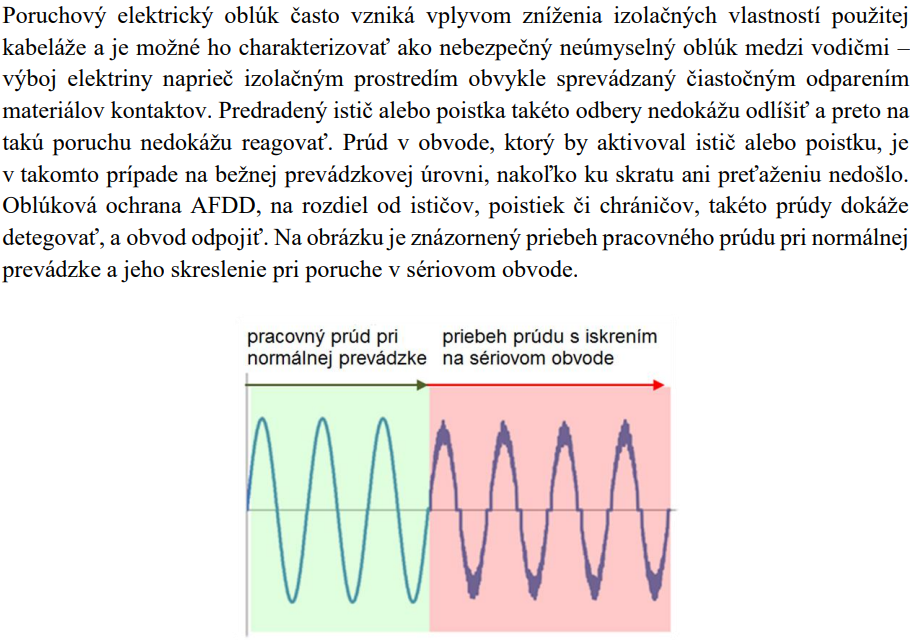 Poruchový elektrický oblúk často vzniká vplyvom zníženia izolačných vlastností použitej
kabeláže a je možné ho charakterizovať ako nebezpečný neúmyselný oblúk medzi vodičmi –
výboj elektriny naprieč izolačným prostredím obvykle sprevádzaný čiastočným odparením
materiálov kontaktov. Predradený istič alebo poistka takéto odbery nedokážu odlíšiť a preto na
takú poruchu nedokážu reagovať. Prúd v obvode, ktorý by aktivoval istič alebo poistku, je
v takomto prípade na bežnej prevádzkovej úrovni, nakoľko ku skratu ani preťaženiu nedošlo.
Oblúková ochrana AFDD, na rozdiel od ističov, poistiek či chráničov, takéto prúdy dokáže
detegovať, a obvod odpojiť. Na obrázku je znázornený priebeh pracovného prúdu pri normálnej
prevádzke a jeho skreslenie pri poruche v sériovom obvode.
pracovný prúd pri
normálnej prevádzke
priebeh prúdu s iskrením
na sériovom obvode